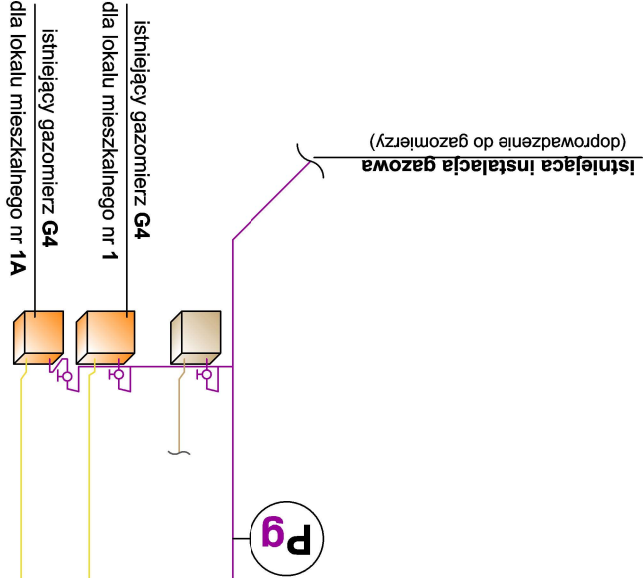 istniejący gazomierz G4
dla lokalu mieszkalnego nr 1A
istniejący gazomierz G4
dla lokalu mieszkalnego nr 1
istniejąca instalacja gazowa
(doprowadzenie do gazomierzy)
Pg